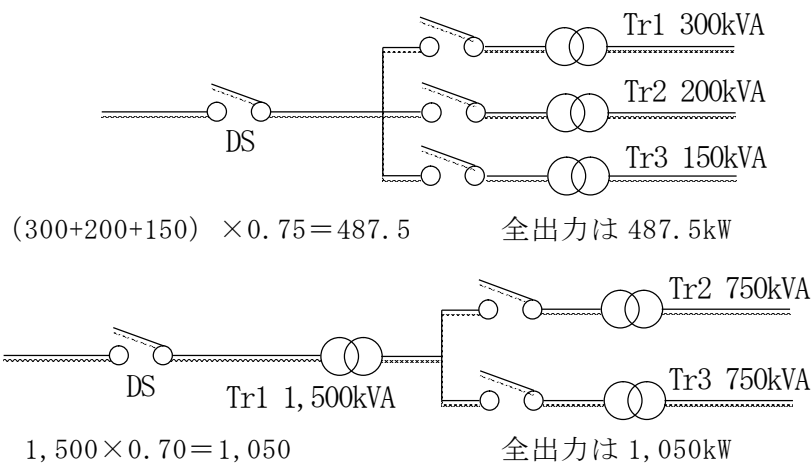 Tr1 300kVA
Tr2 200kVA
DS
Tr3 150kVA
(300+200+150) ×0.75＝487.5
全出力は 487.5kW
Tr2 750kVA
DS
Tr1 1,500kVA
Tr3 750kVA
1,500×0.70＝1,050
全出力は 1,050kW